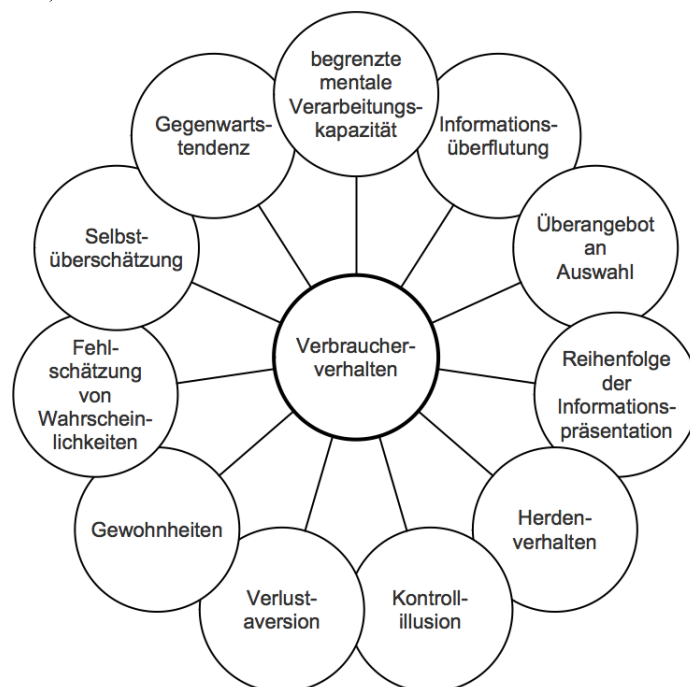 begrenzte
mentale
Verarbeitungs-
kapazität
Informations-
überflutung
Überangebot
an
Auswahl
Reihenfolge
der
Informations-
präsentation
Herden-
verhalten
Kontroll-
illusion
Verlust-
aversion
Gewohnheiten
Fehl-
schätzung
von
Wahrschein-
lichkeiten
Selbst-
überschätzung
Gegenwarts-
tendenz
Verbraucher-
verhalten